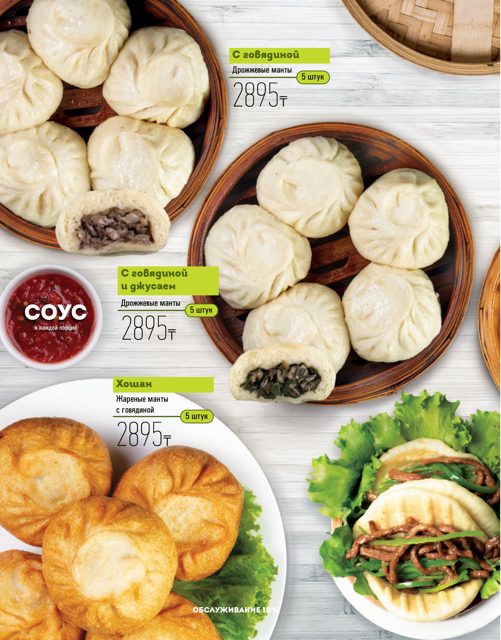 С говядиной
Дрожжевые манты
5 штук
2895₸
С говядиной
и джусаем
Дрожжевые манты
5 штук
2895₸
СОУС
к каждой порции
Хошан
Жареные манты
с говядиной
5 штук
2895₸
ОБСЛУЖИВАНИЕ